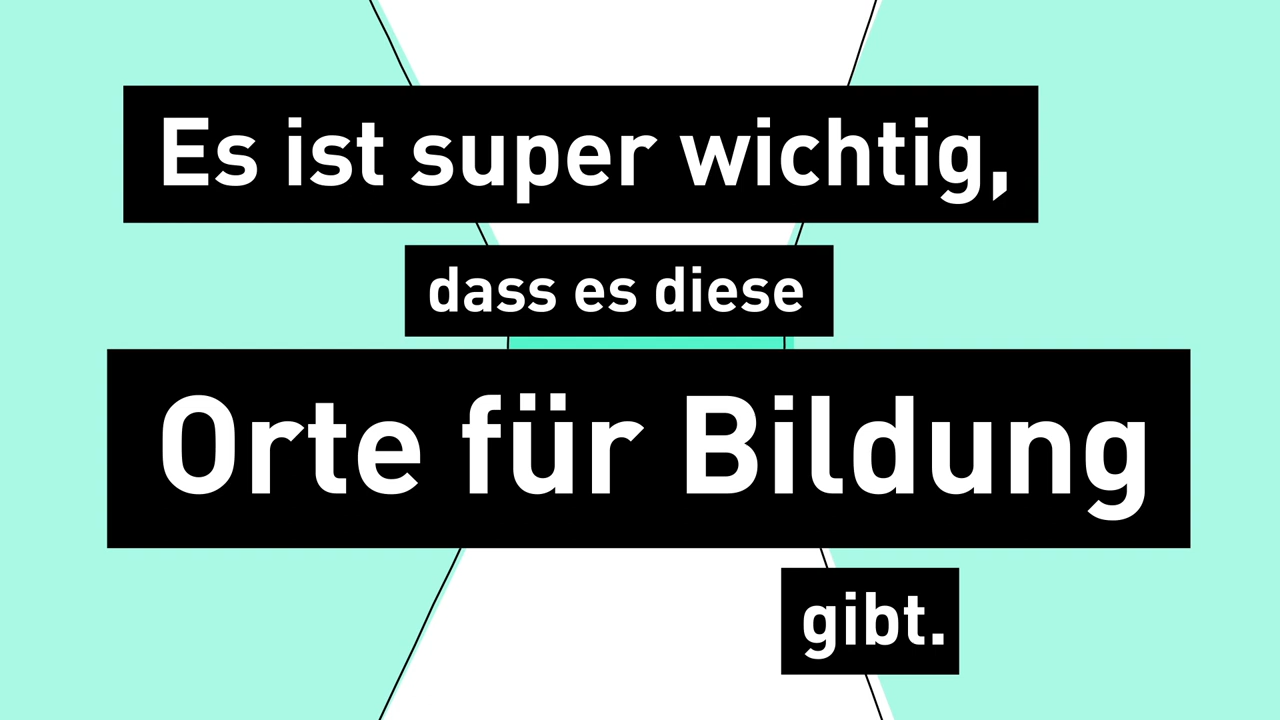 Es ist super wichtig,
dass es diese
Orte für Bildung
gibt.